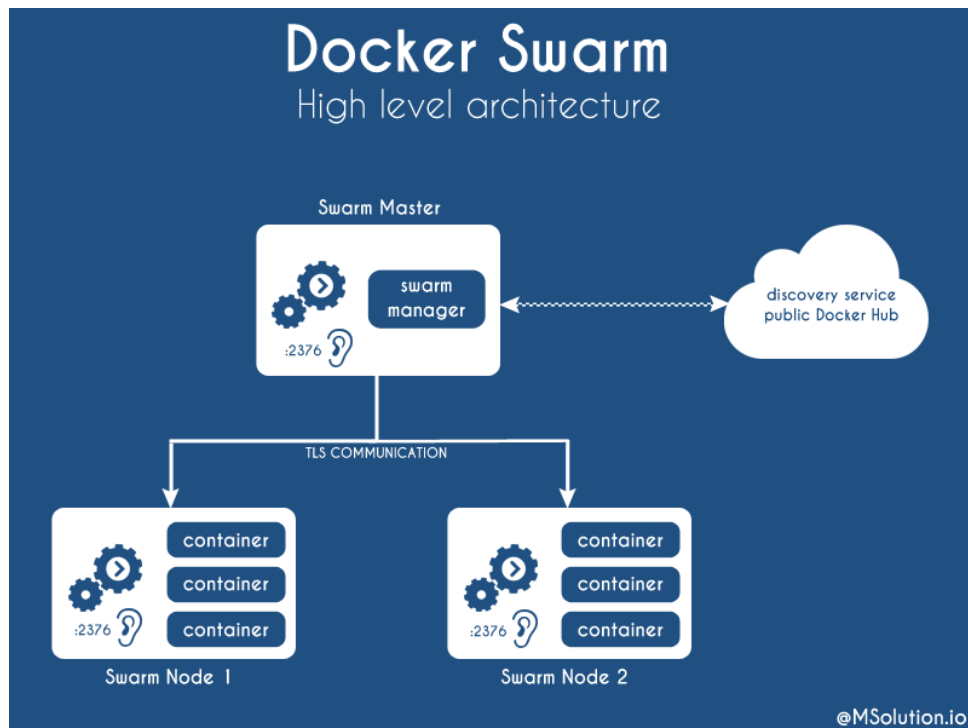 Docker Swarm
High level architecture
Swarm Master
swarm
manager
:2376
discovery service
public Docker Hub
TLS COMMUNICATION
container
container
container
:2376
Swarm Node 1
container
container
container
:2376
Swarm Node 2
@MSolution.io